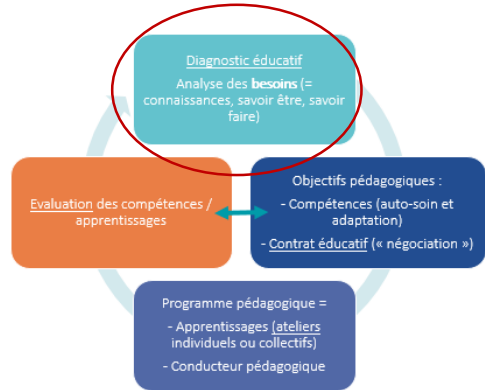 Diagnostic éducatif
Analyse des besoins (=
connaissances, savoir être, savoir
faire)
Objectifs pédagogiques :
- Compétences (auto-soin et
adaptation)
- Contrat éducatif (« négociation »)
Programme pédagogique =
- Apprentissages (ateliers
individuels ou collectifs)
- Conducteur pédagogique
Evaluation des compétences /
apprentissages